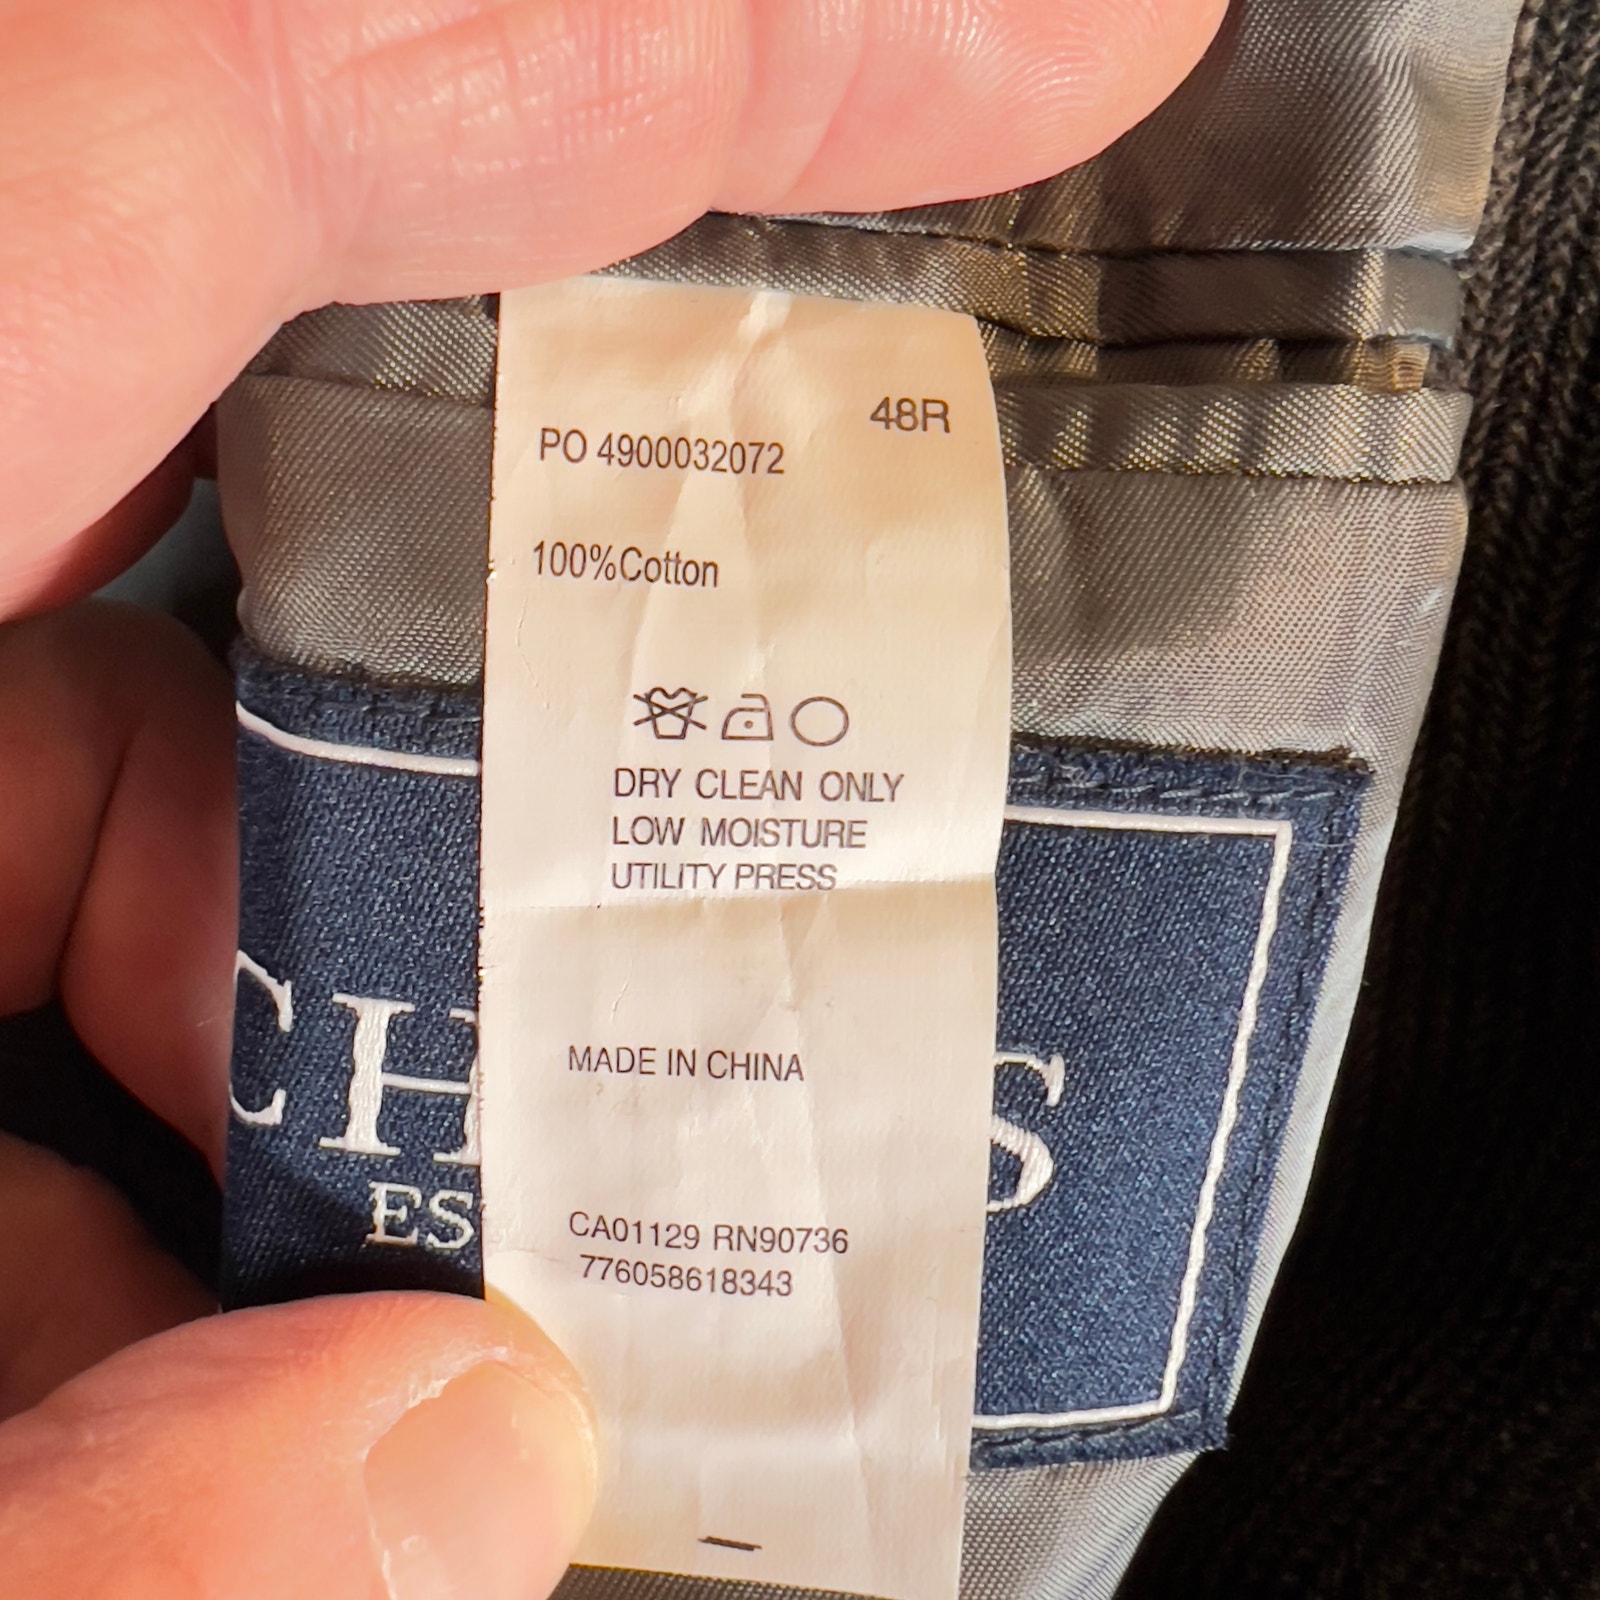 48R
PO 4900032072
100%Cotton
DRY CLEAN ONLY
LOW MOISTURE
UTILITY PRESS
MADE IN CHINA
CA01129 RN90736
776058618343